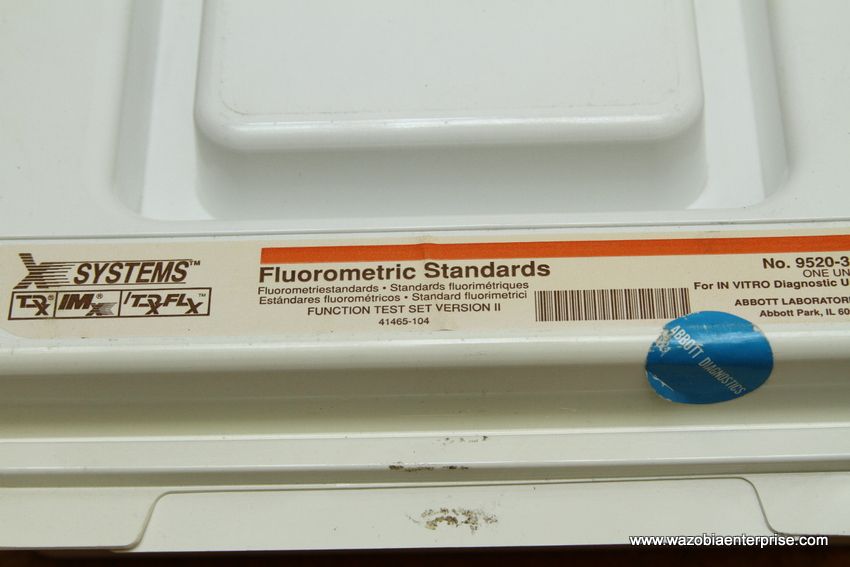 X SYSTEMS™
TDx® IMx® TDxFLx™
Fluorometric Standards
Fluorometriestandards • Standards fluorimétriques
Estándares fluorométricos • Standard fluorimetrici
FUNCTION TEST SET VERSION II
41465-104
No. 9520-3
ONE UN
For IN VITRO Diagnostic U
ABBOTT LABORATOR
Abbott Park, IL 60
ABBOTT DIAGNOSTICS
www.wazobiaenterprise.com